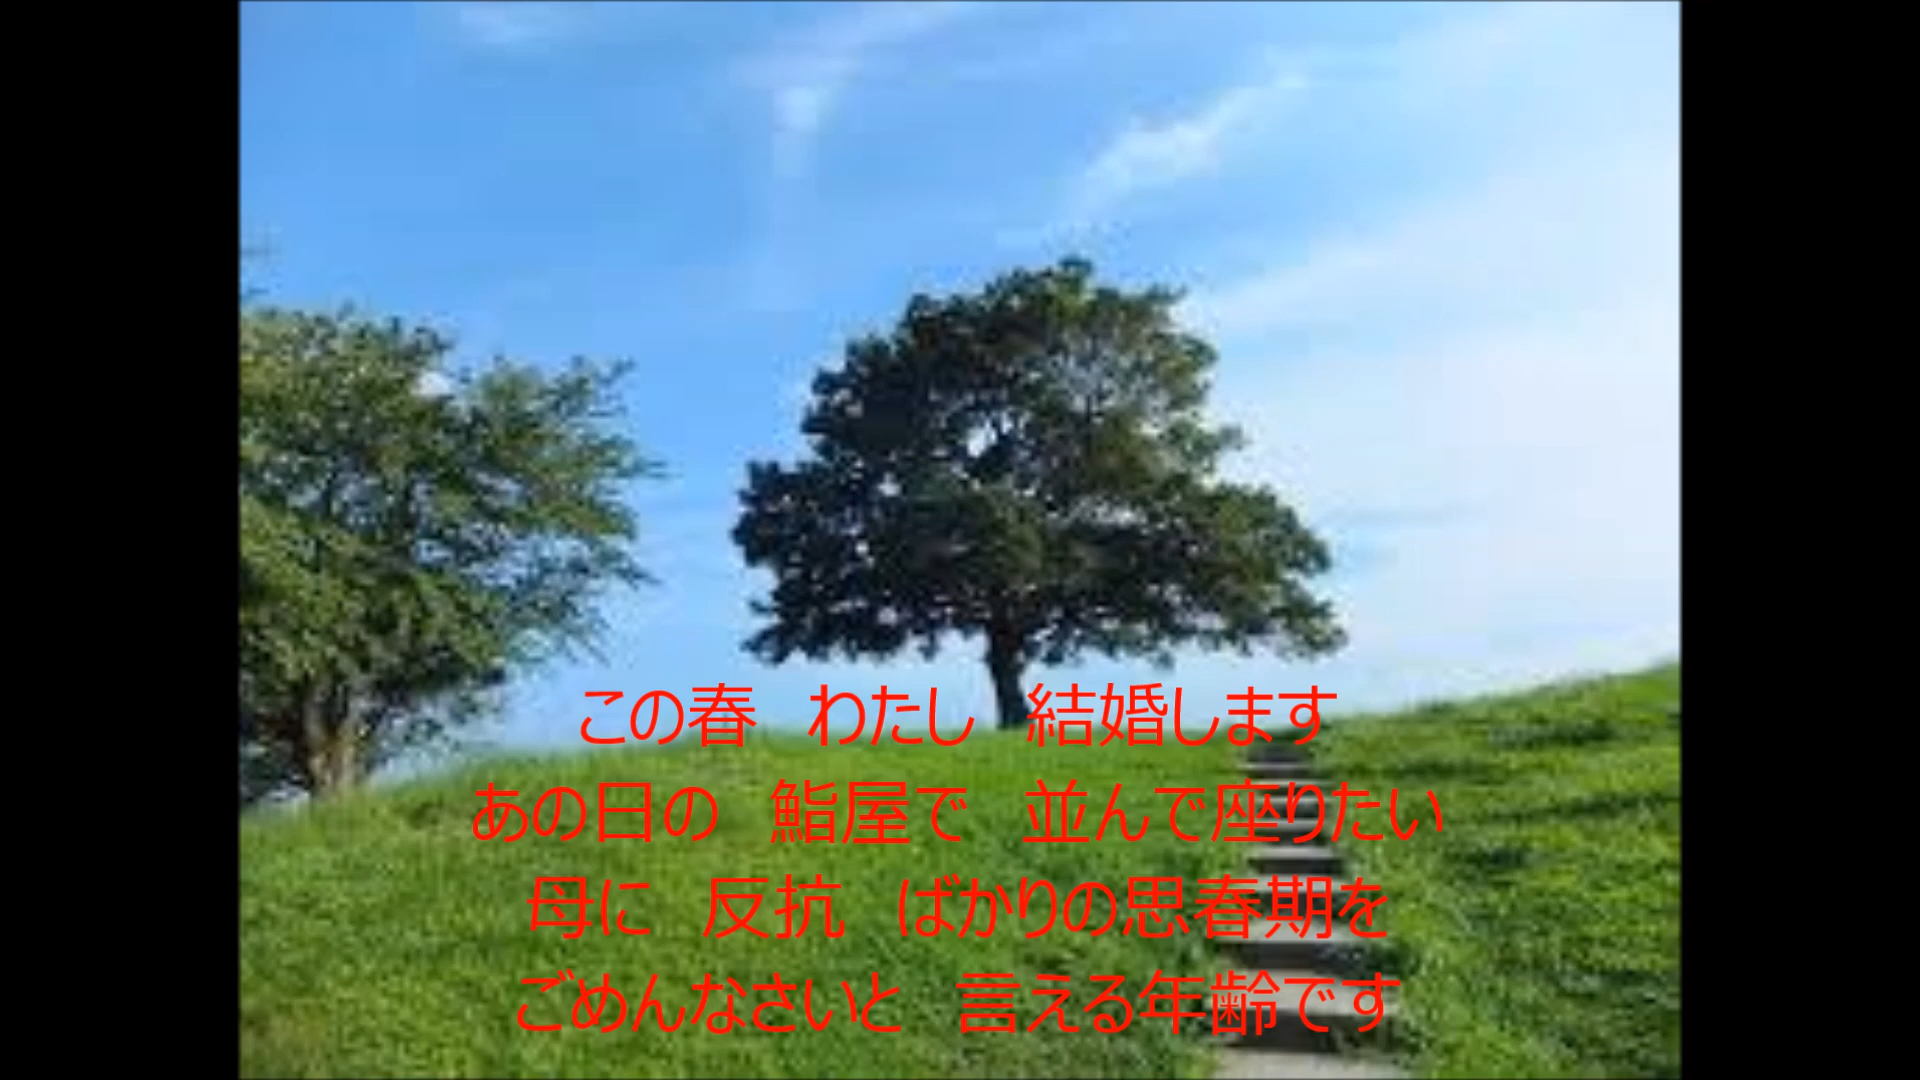 この春　わたし　結婚します
あの日の　鮨屋で　並んで座りたい
母に　反抗　ばかりの思春期を
ごめんなさいと　言える年齢です